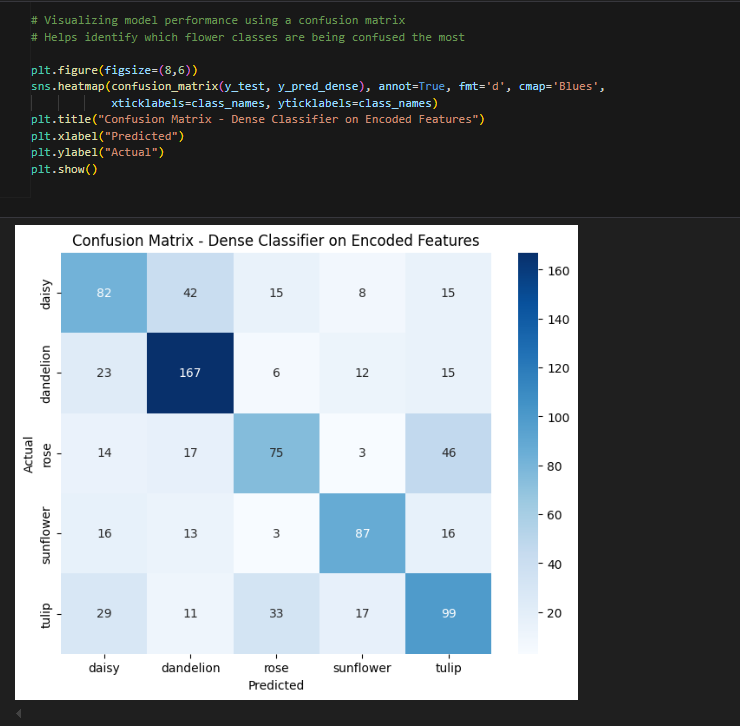 # Visualizing model performance using a confusion matrix
# Helps identify which flower classes are being confused the most
plt.figure(figsize=(8,6))
sns.heatmap(confusion_matrix(y_test, y_pred_dense), annot=True, fmt='d', cmap='Blues',
xticklabels=class_names, yticklabels=class_names)
plt.title("Confusion Matrix - Dense Classifier on Encoded Features")
plt.xlabel("Predicted")
plt.ylabel("Actual")
plt.show()
Confusion Matrix - Dense Classifier on Encoded Features
daisy 82 42 15 8 15
dandelion 23 167 6 12 15
rose 14 17 75 3 46
sunflower 16 13 3 87 16
tulip 29 11 33 17 99
Actual
daisy dandelion rose sunflower tulip
Predicted
160
140
120
100
80
60
40
20